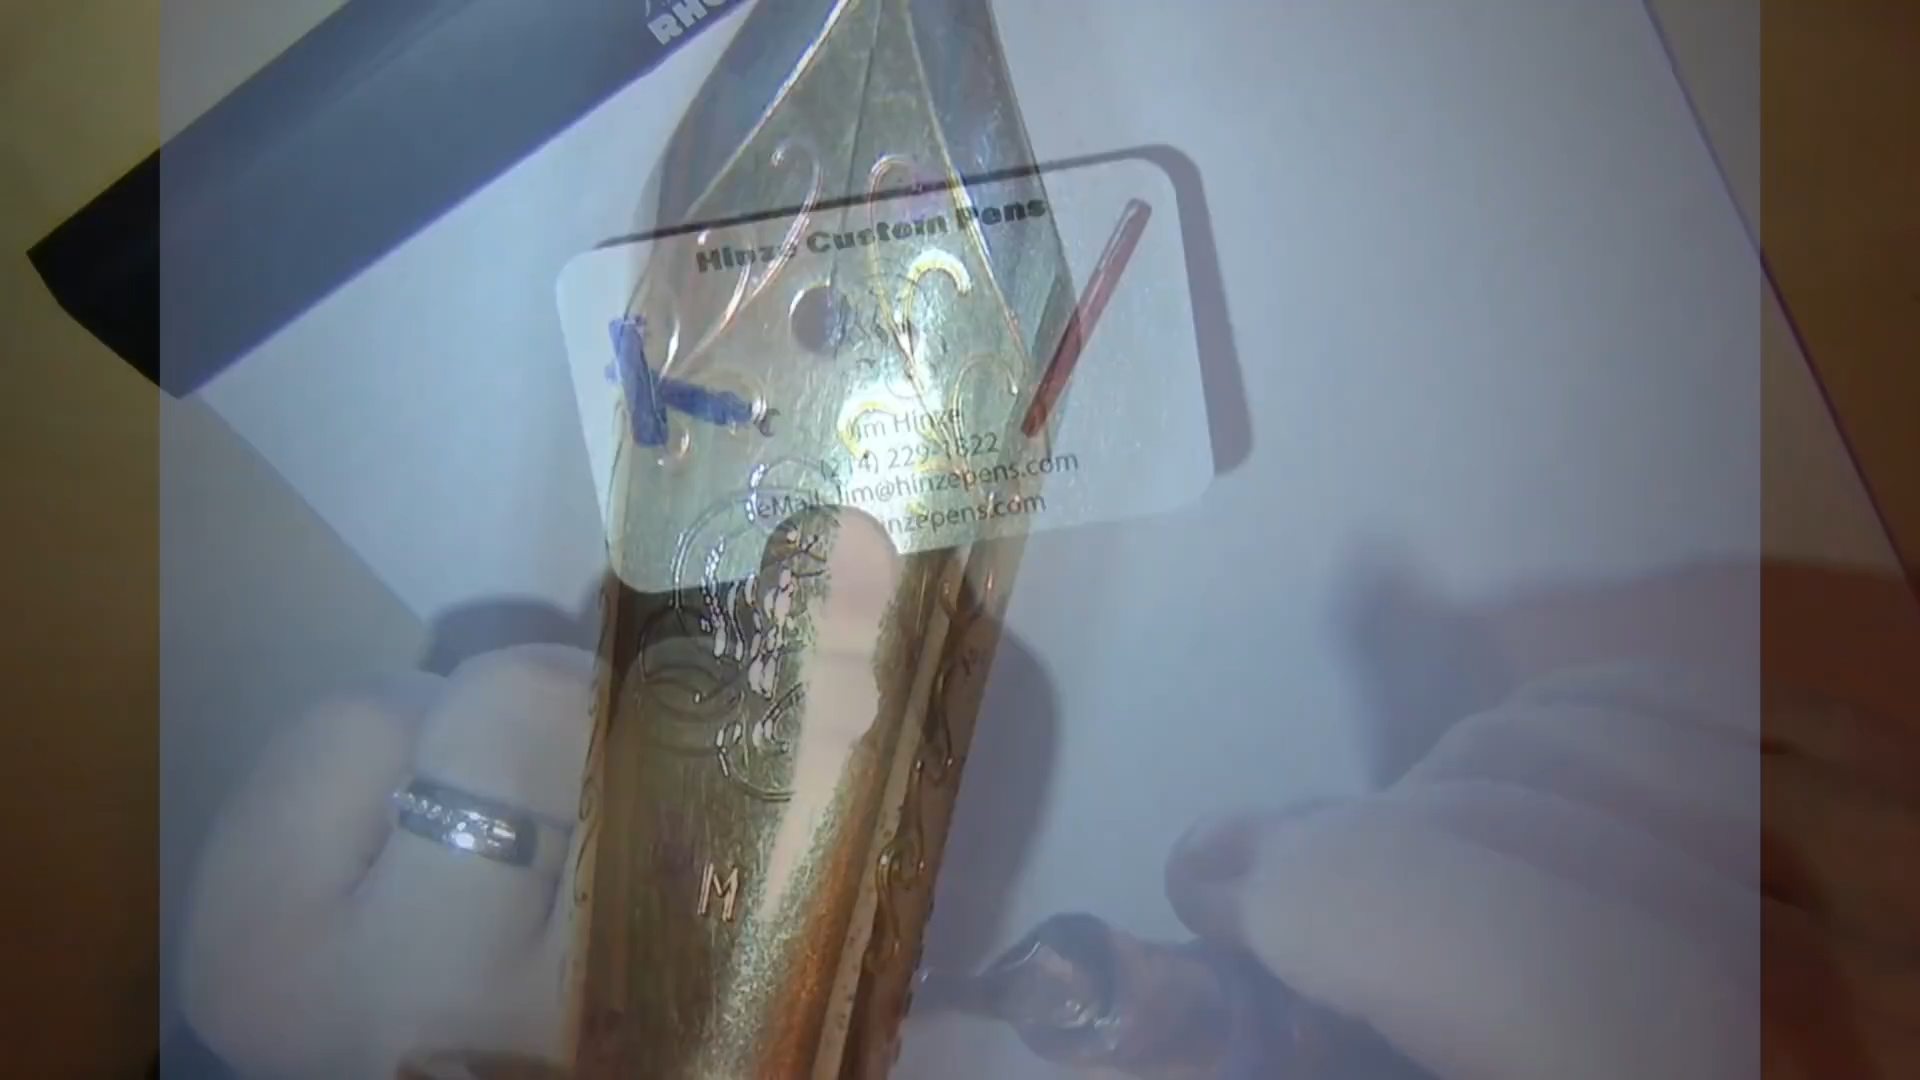 Hinze Custom Pens
Jim Hinze
(214) 229-1822
eMail Jim@hinzepens.com
hinzepens.com
M